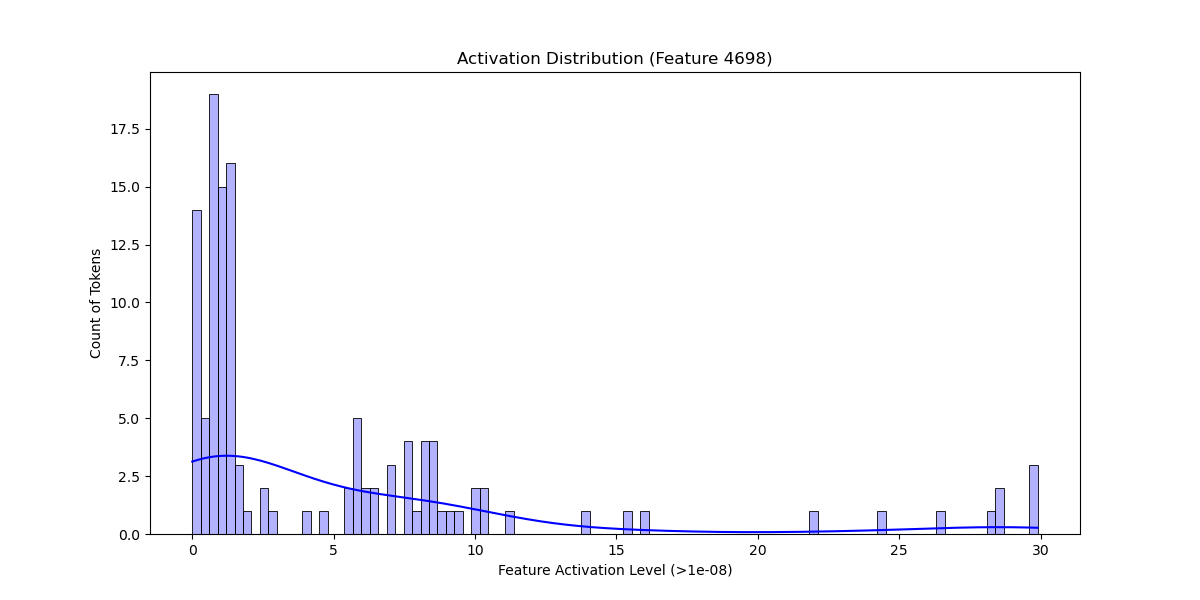 Activation Distribution (Feature 4698)
17.5
15.0
12.5
10.0
7.5
5.0
2.5
0.0
Count of Tokens
0 5 10 15 20 25 30
Feature Activation Level (>1e-08)